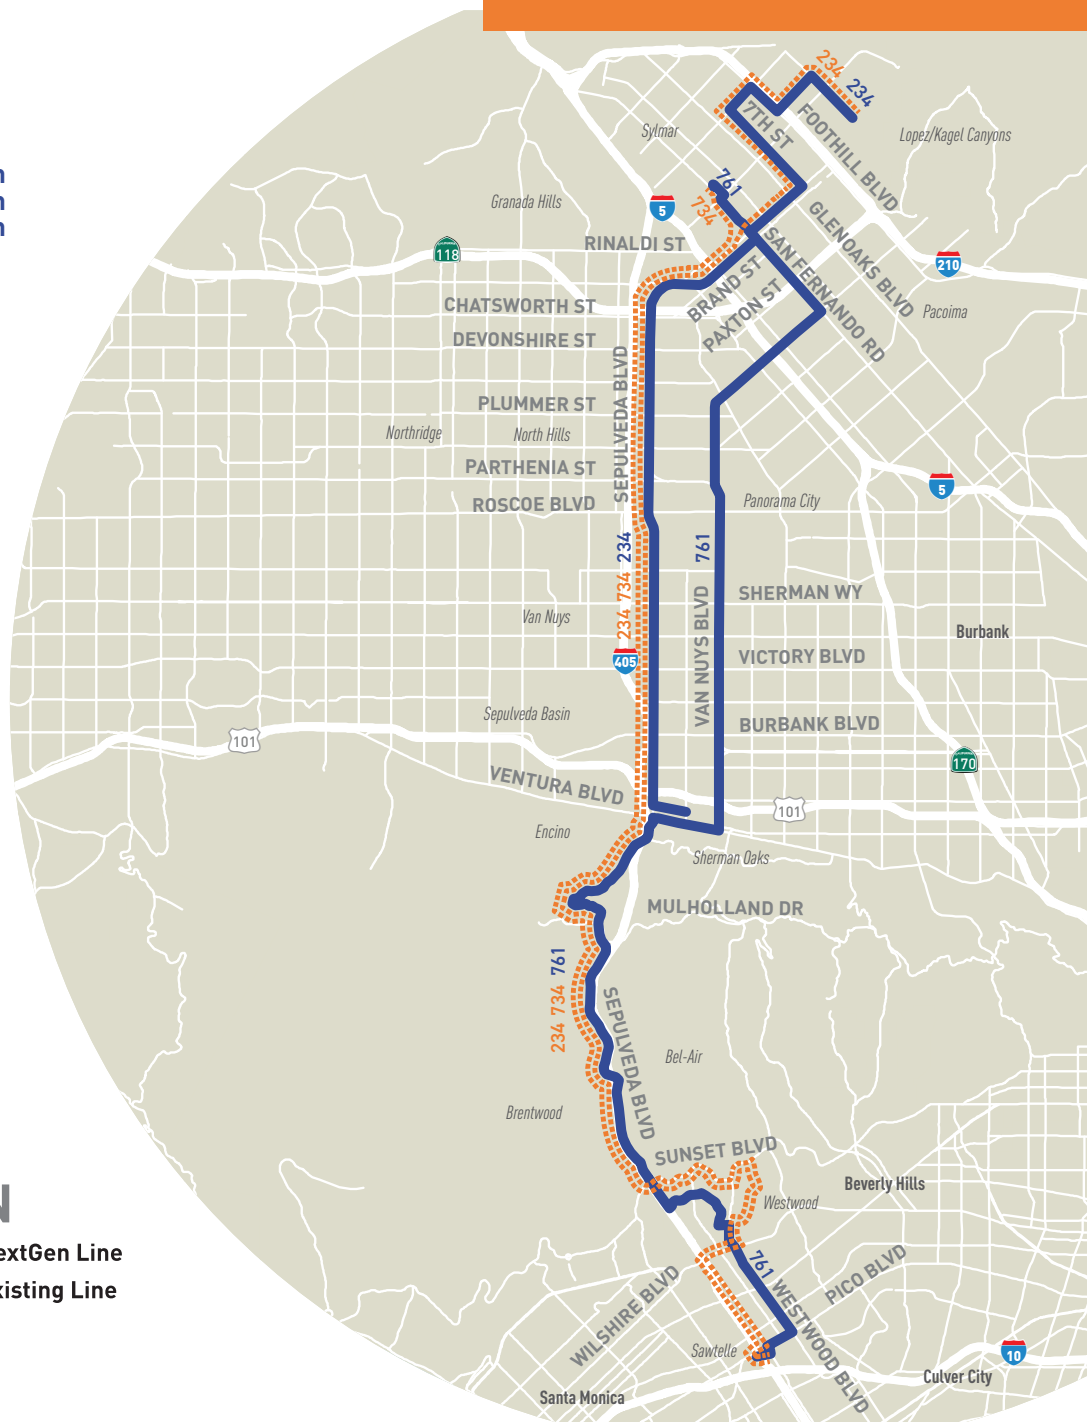 234
234
Sylmar
7TH ST
FOOTHILL BLVD
Lopez/Kagel Canyons
761
734
Granada Hills
5
GLENOAKS BLVD
SAN FERNANDO RD
RINALDI ST
118
210
BRAND ST
PAXTON ST
CHATSWORTH ST
Pacoima
DEVONSHIRE ST
SEPULVEDA BLVD
PLUMMER ST
Northridge
North Hills
PARTHENIA ST
5
ROSCOE BLVD
Panorama City
234 734 234
761
SHERMAN WY
Van Nuys
VAN NUYS BLVD
Burbank
405
VICTORY BLVD
Sepulveda Basin
BURBANK BLVD
101
170
VENTURA BLVD
101
Encino
Sherman Oaks
MULHOLLAND DR
234 734 761
SEPULVEDA BLVD
Bel-Air
Brentwood
SUNSET BLVD
Beverly Hills
Westwood
N
extGen Line
xisting Line
761
WESTWOOD BLVD
PICO BLVD
WILSHIRE BLVD
Sawtelle
10
Culver City
Santa Monica